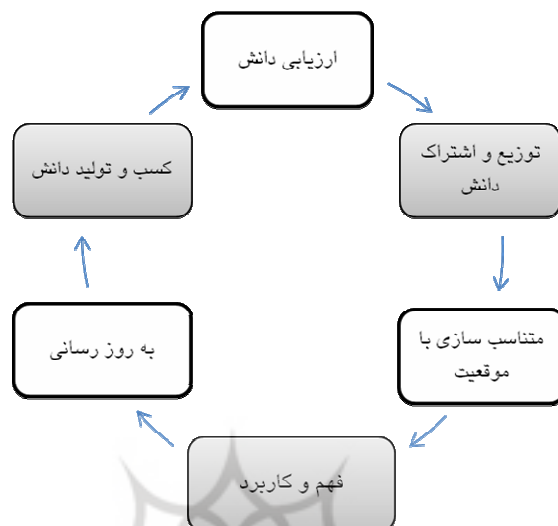 ارزیابی دانش
توزیع و اشتراک
دانش
متناسب سازی با
موقعیت
فهم و کاربرد
به روز رسانی
کسب و تولید دانش